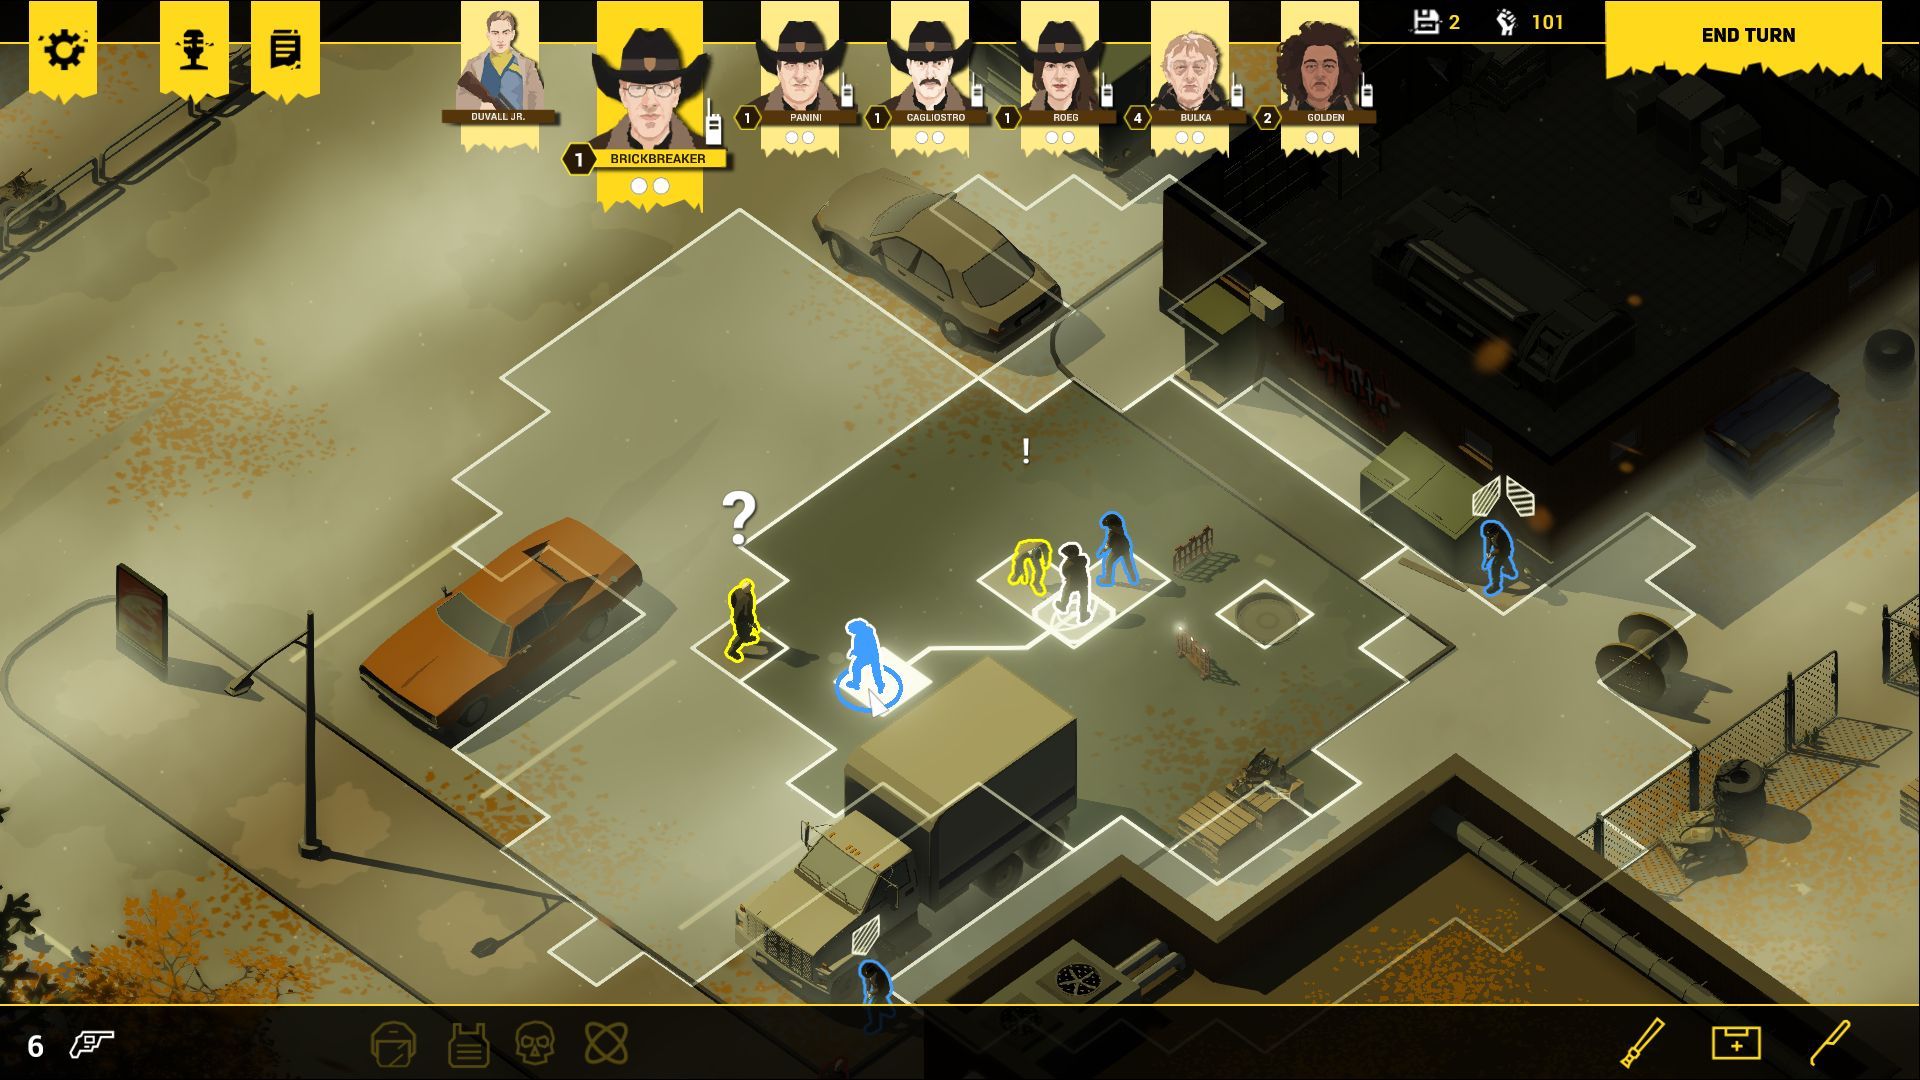 2
101
END TURN
DUVALL JR.
1
BRICKBREAKER
1
PANINI
1
CAGLIOSTRO
1
ROEG
4
BULKA
2
GOLDEN
!
?
6